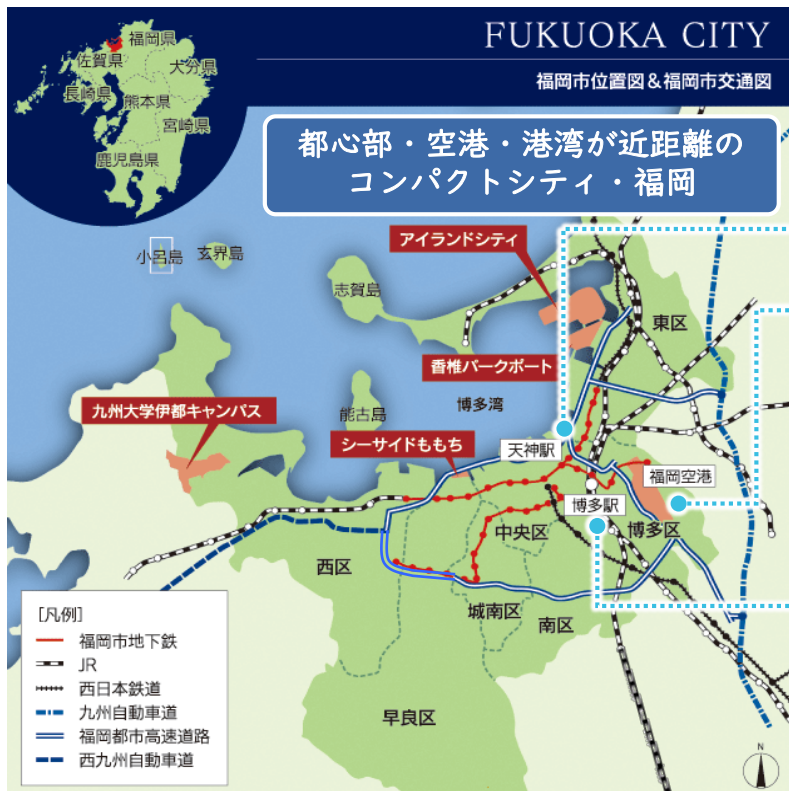 FUKUOKA CITY
福岡市位置図＆福岡市交通図
福岡県
佐賀県
大分県
長崎県
熊本県
宮崎県
鹿児島県
都心部・空港・港湾が近距離の
コンパクトシティ・福岡
小呂島
玄界島
アイランドシティ
志賀島
東区
香椎パークポート
九州大学伊都キャンパス
能古島
博多湾
シーサイドももち
天神駅
福岡空港
博多駅
中央区
博多区
西区
城南区
南区
早良区
［凡例］
福岡市地下鉄
JR
西日本鉄道
九州自動車道
福岡都市高速道路
西九州自動車道
N